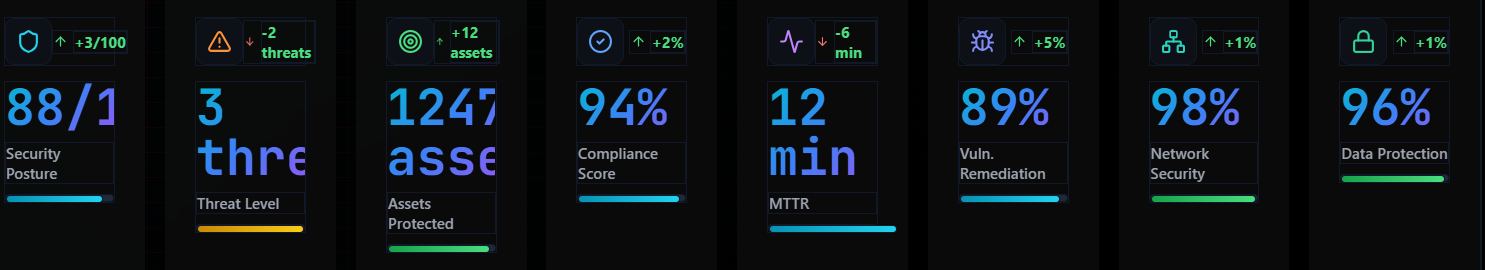 +3/100
88/1
Security
Posture
-2
threats
3
thre
Threat Level
+12
assets
1247
asse
Assets
Protected
+2%
94%
Compliance
Score
-6
min
12
min
MTTR
+5%
89%
Vuln.
Remediation
+1%
98%
Network
Security
+1%
96%
Data Protection